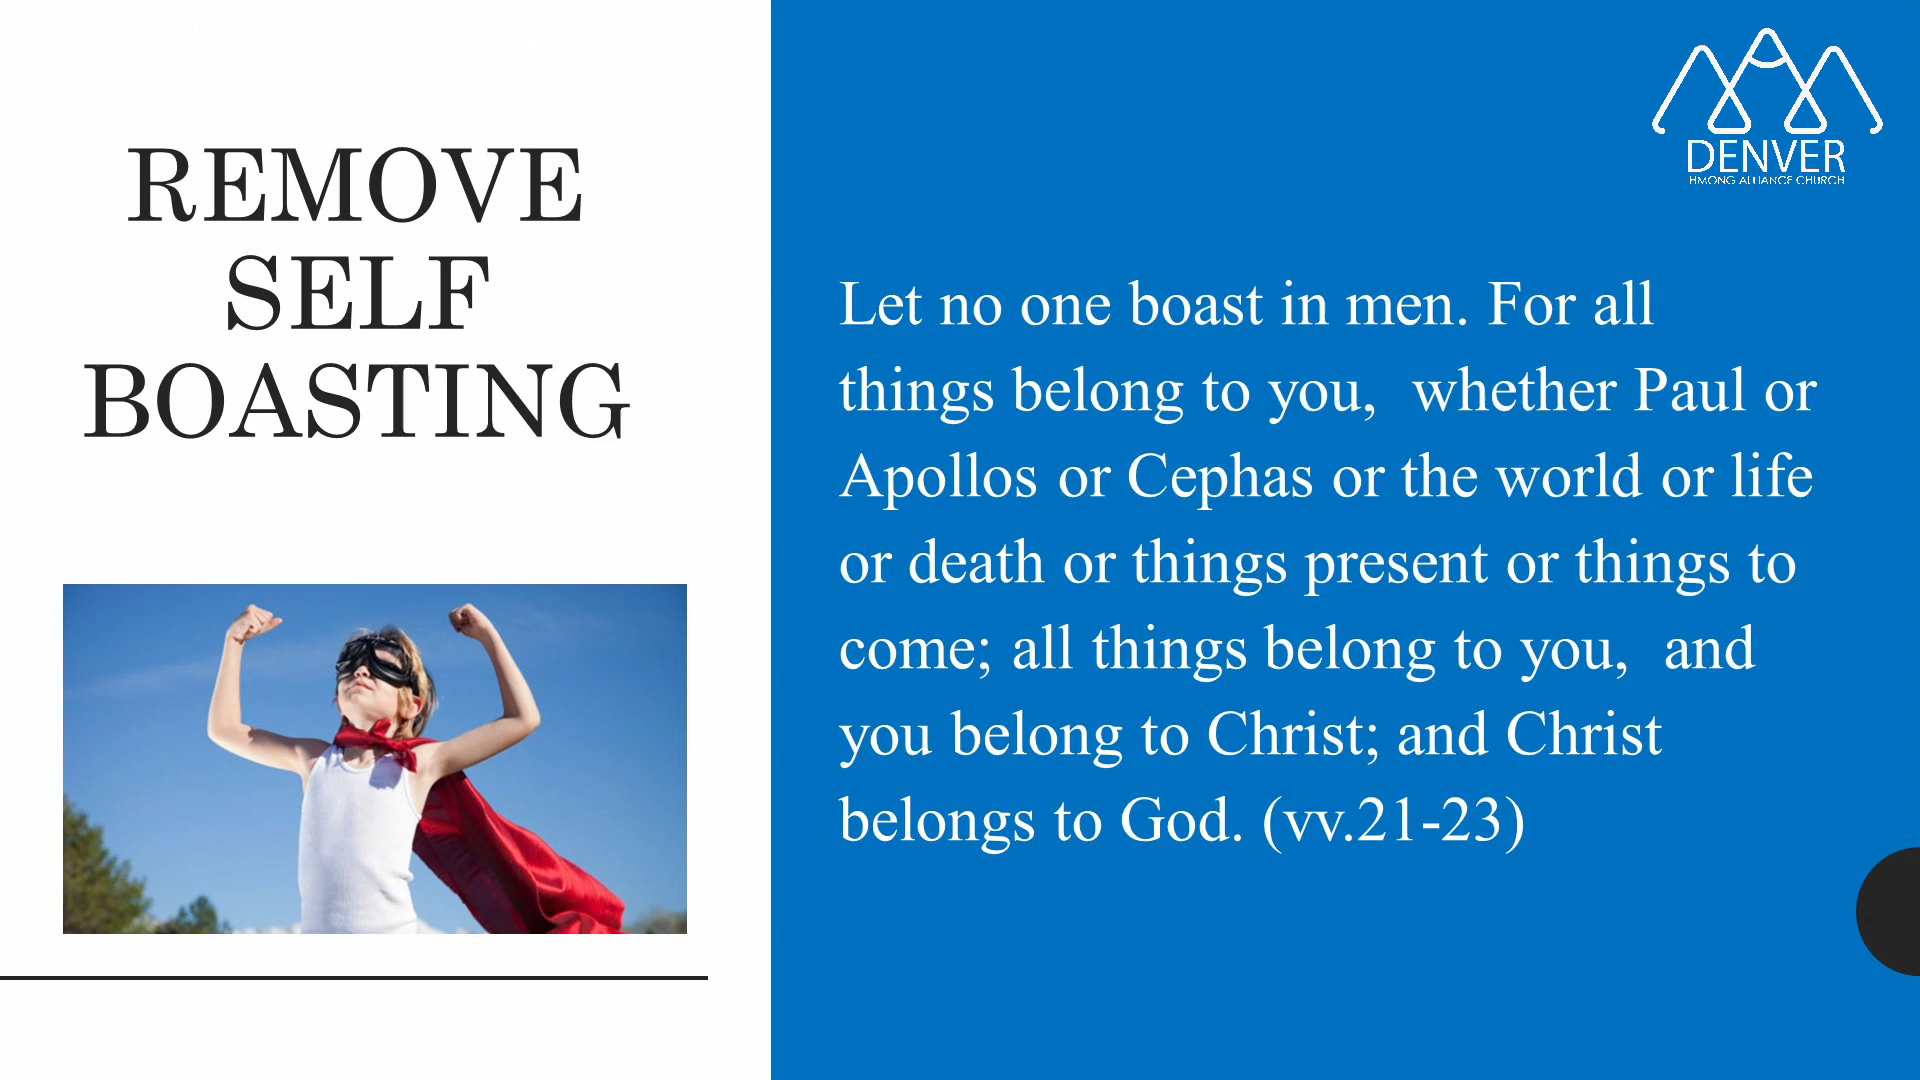 REMOVE
SELF
BOASTING
DENVER
HMONG ALLIANCE CHURCH
Let no one boast in men. For all
things belong to you,  whether Paul or
Apollos or Cephas or the world or life
or death or things present or things to
come; all things belong to you,  and
you belong to Christ; and Christ
belongs to God. (vv.21-23)